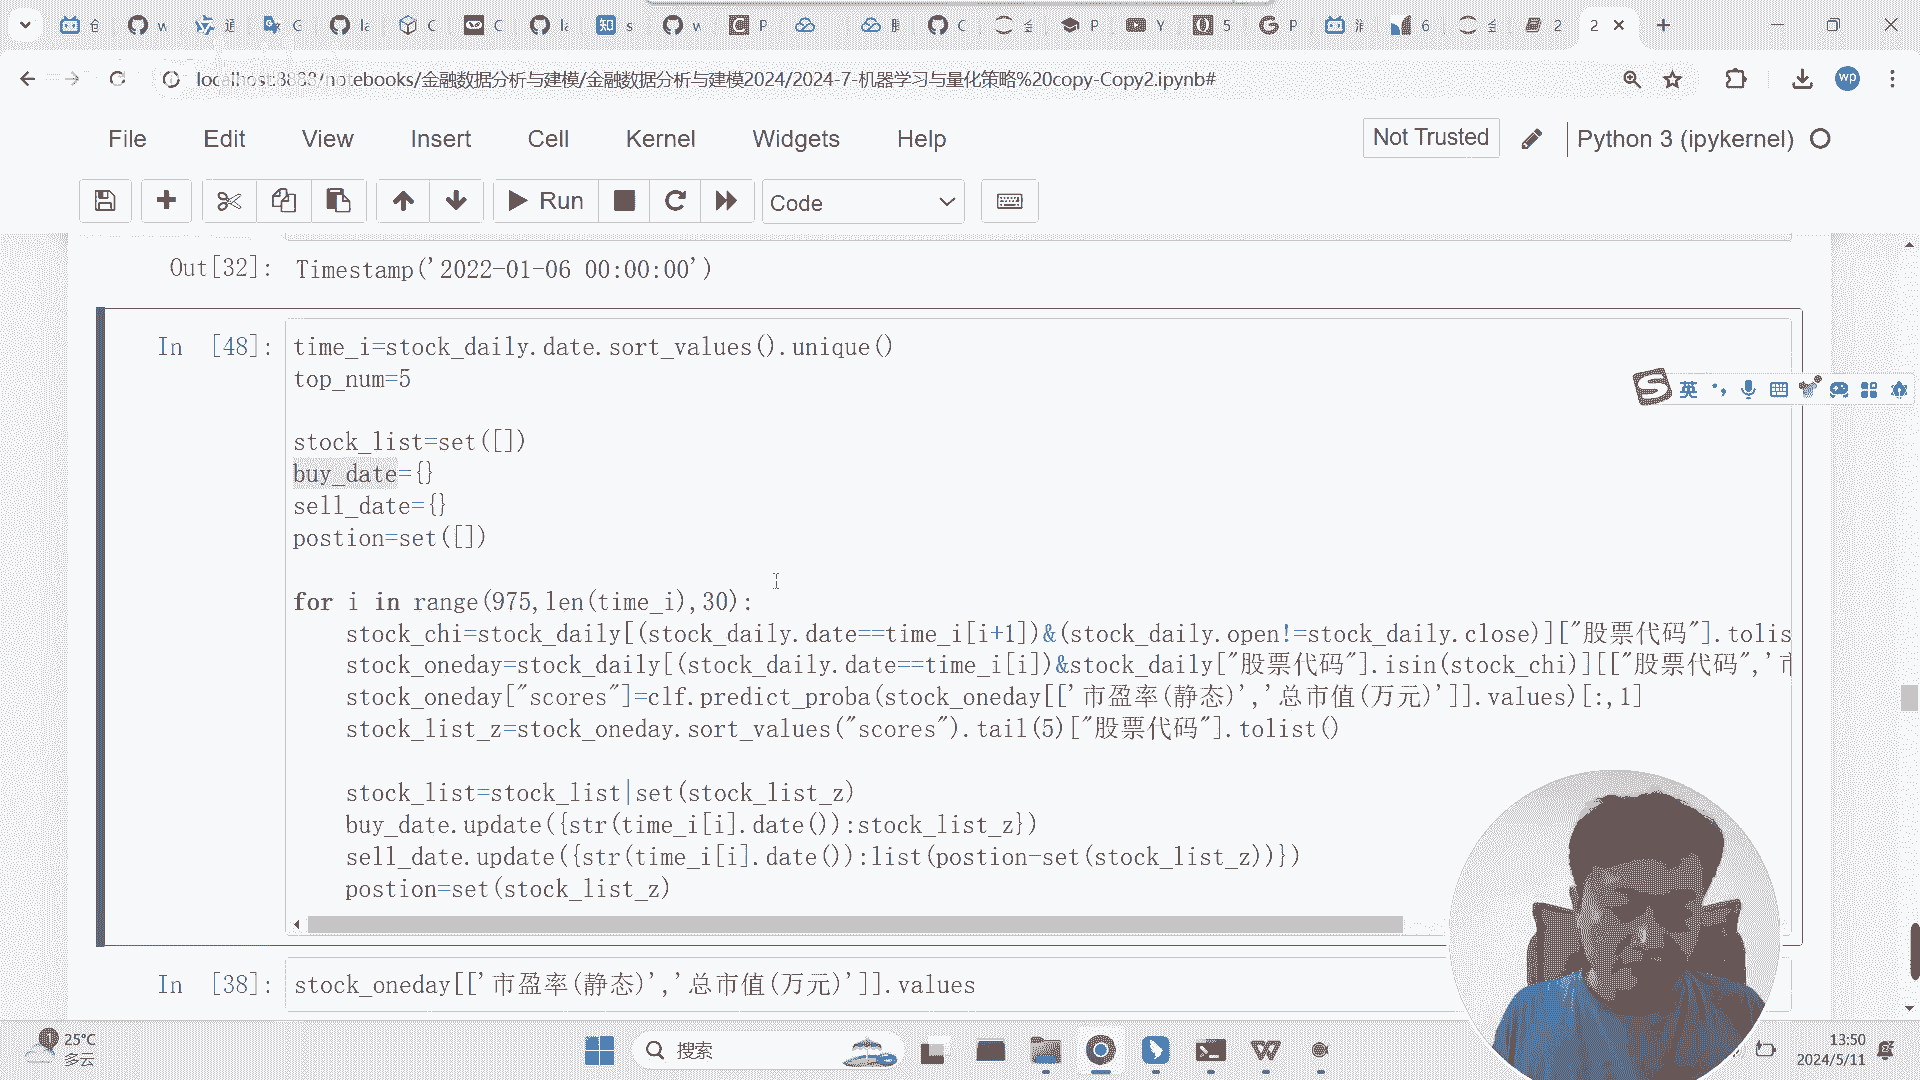 localhost:8888/notebooks/金融数据分析与建模/金融数据分析与建模2024/2024-7-机器学习与量化策略%20copy-Copy2.ipynb#
wp
File Edit View Insert Cell Kernel Widgets Help
Not Trusted
Python 3 (ipykernel)
Run
Code
Out[32]: Timestamp('2022-01-06 00:00:00')
In [48]: time_i=stock_daily.date.sort_values().unique()
top_num=5
英
stock_list=set([])
buy_date={}
sell_date={}
postion=set([])
for i in range(975,len(time_i),30):
stock_chi=stock_daily[(stock_daily.date==time_i[i+1])&(stock_daily.open!=stock_daily.close)]["股票代码"].tolis
stock_oneday=stock_daily[(stock_daily.date==time_i[i])&stock_daily["股票代码"].isin(stock_chi)][["股票代码",'市
stock_oneday["scores"]=clf.predict_proba(stock_oneday[['市盈率(静态)','总市值(万元)']].values)[:,1]
stock_list_z=stock_oneday.sort_values("scores").tail(5)["股票代码"].tolist()
stock_list=stock_list|set(stock_list_z)
buy_date.update({str(time_i[i].date()):stock_list_z})
sell_date.update({str(time_i[i].date()):list(postion-set(stock_list_z))})
postion=set(stock_list_z)
In [38]: stock_oneday[['市盈率(静态)','总市值(万元)']].values
25°C
多云
搜索
13:50
2024/5/11